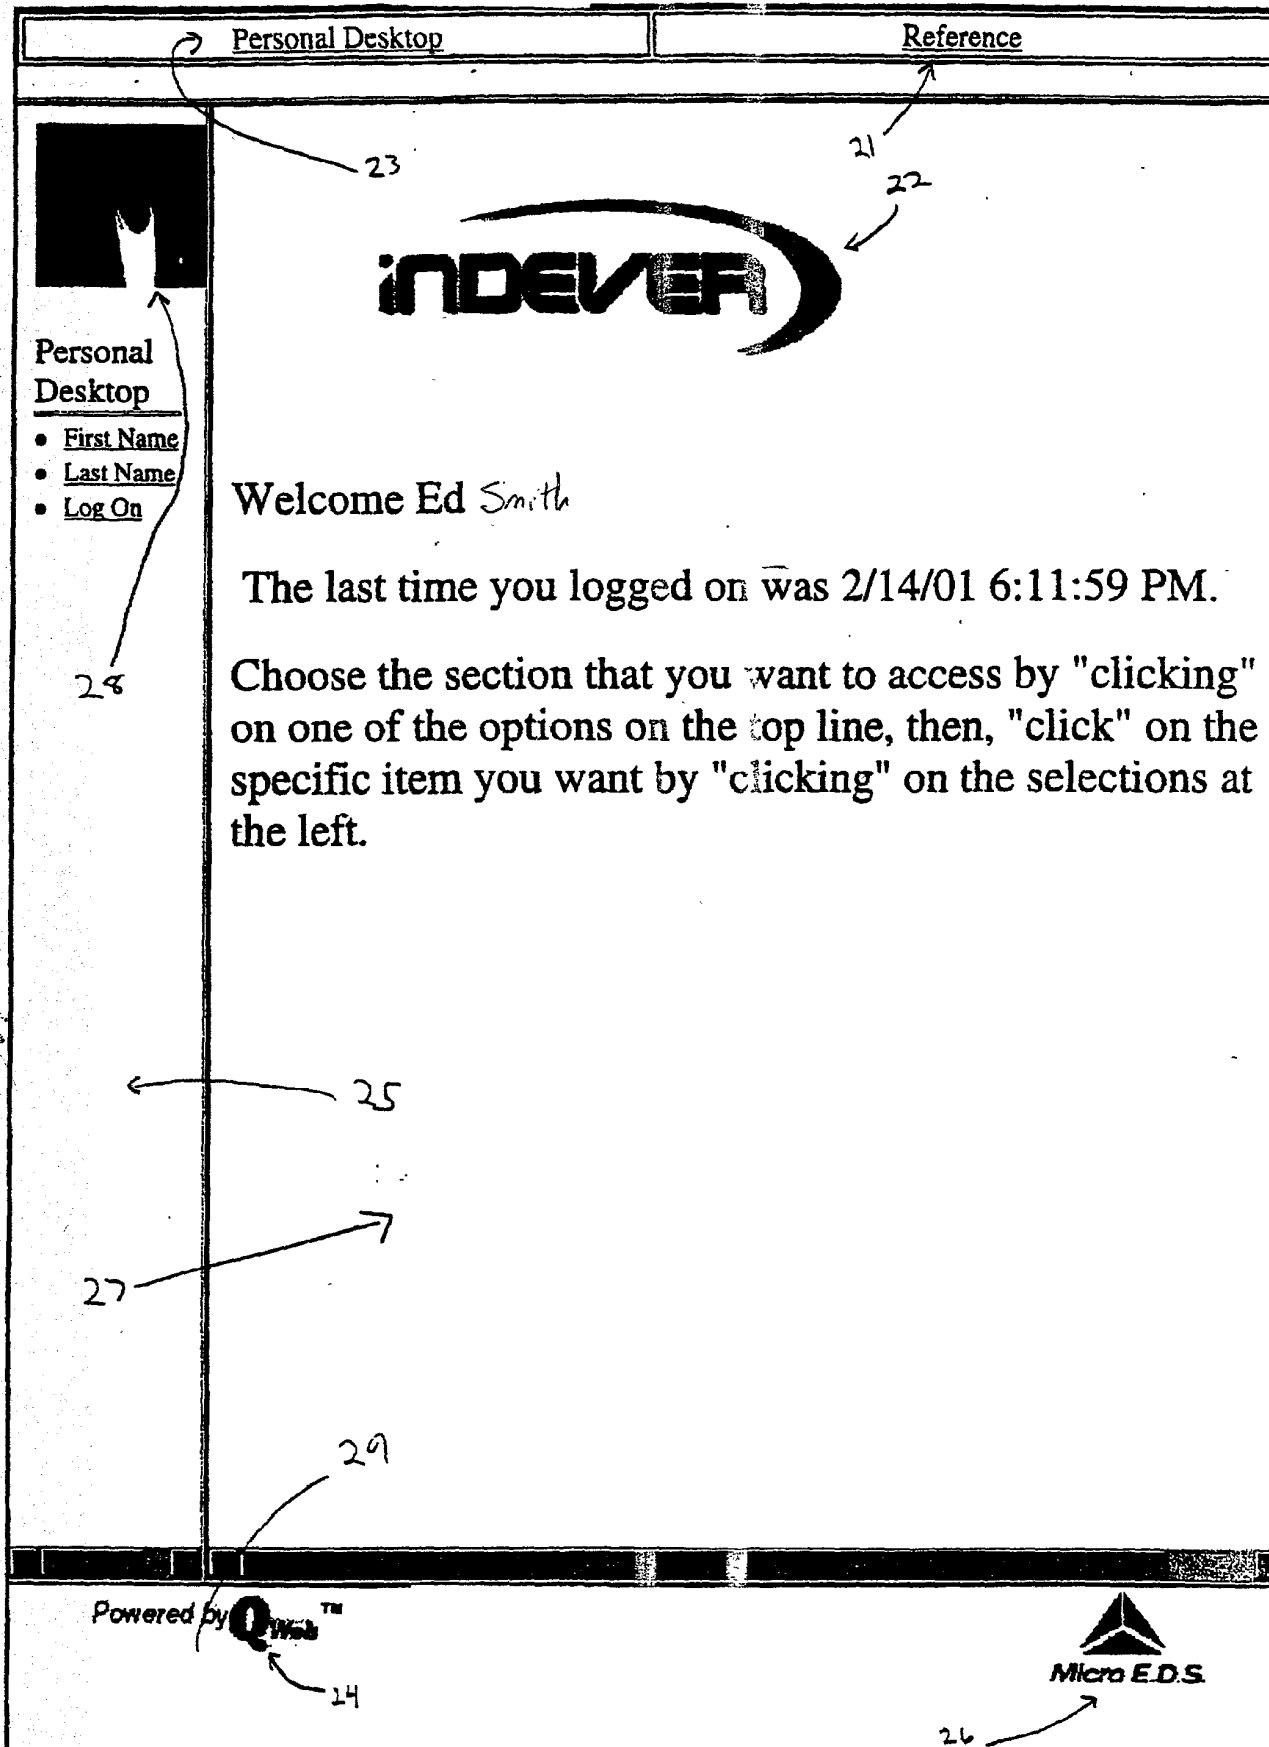 Personal Desktop
Reference
23
21
22
iNDEVER
Personal
Desktop
• First Name
• Last Name
• Log On
Welcome Ed Smith
The last time you logged on was 2/14/01 6:11:59 PM.
28
Choose the section that you want to access by "clicking"
on one of the options on the top line, then, "click" on the
specific item you want by "clicking" on the selections at
the left.
25
27
29
Powered by QWeb™
24
Micro E.D.S.
26